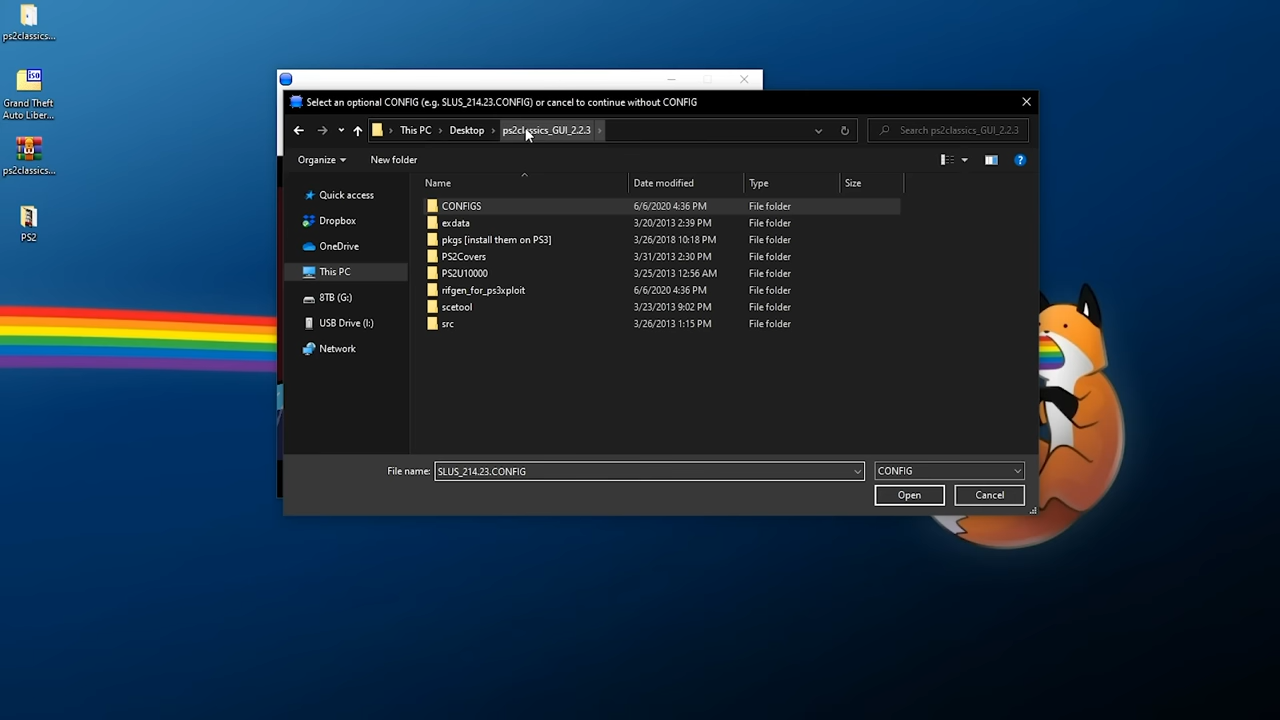 ps2classics...
iso
Grand Theft
Auto Liber...
ps2classics...
PS2
Select an optional CONFIG (e.g. SLUS_214.23.CONFIG) or cancel to continue without CONFIG
This PC
Desktop
ps2classics_GUI_2.2.3
Search ps2classics_GUI_2.2.3
Organize
New folder
Name
Date modified
Type
Size
Quick access
Dropbox
OneDrive
This PC
8TB (G:)
USB Drive (I:)
Network
CONFIGS 6/6/2020 4:36 PM File folder
exdata 3/20/2013 2:39 PM File folder
pkgs [install them on PS3] 3/26/2018 10:18 PM File folder
PS2Covers 3/31/2013 2:30 PM File folder
PS2U10000 3/25/2013 12:56 AM File folder
rifgen_for_ps3xploit 6/6/2020 4:36 PM File folder
scetool 3/23/2013 9:02 PM File folder
src 3/26/2013 1:15 PM File folder
File name: SLUS_214.23.CONFIG
CONFIG
Open
Cancel